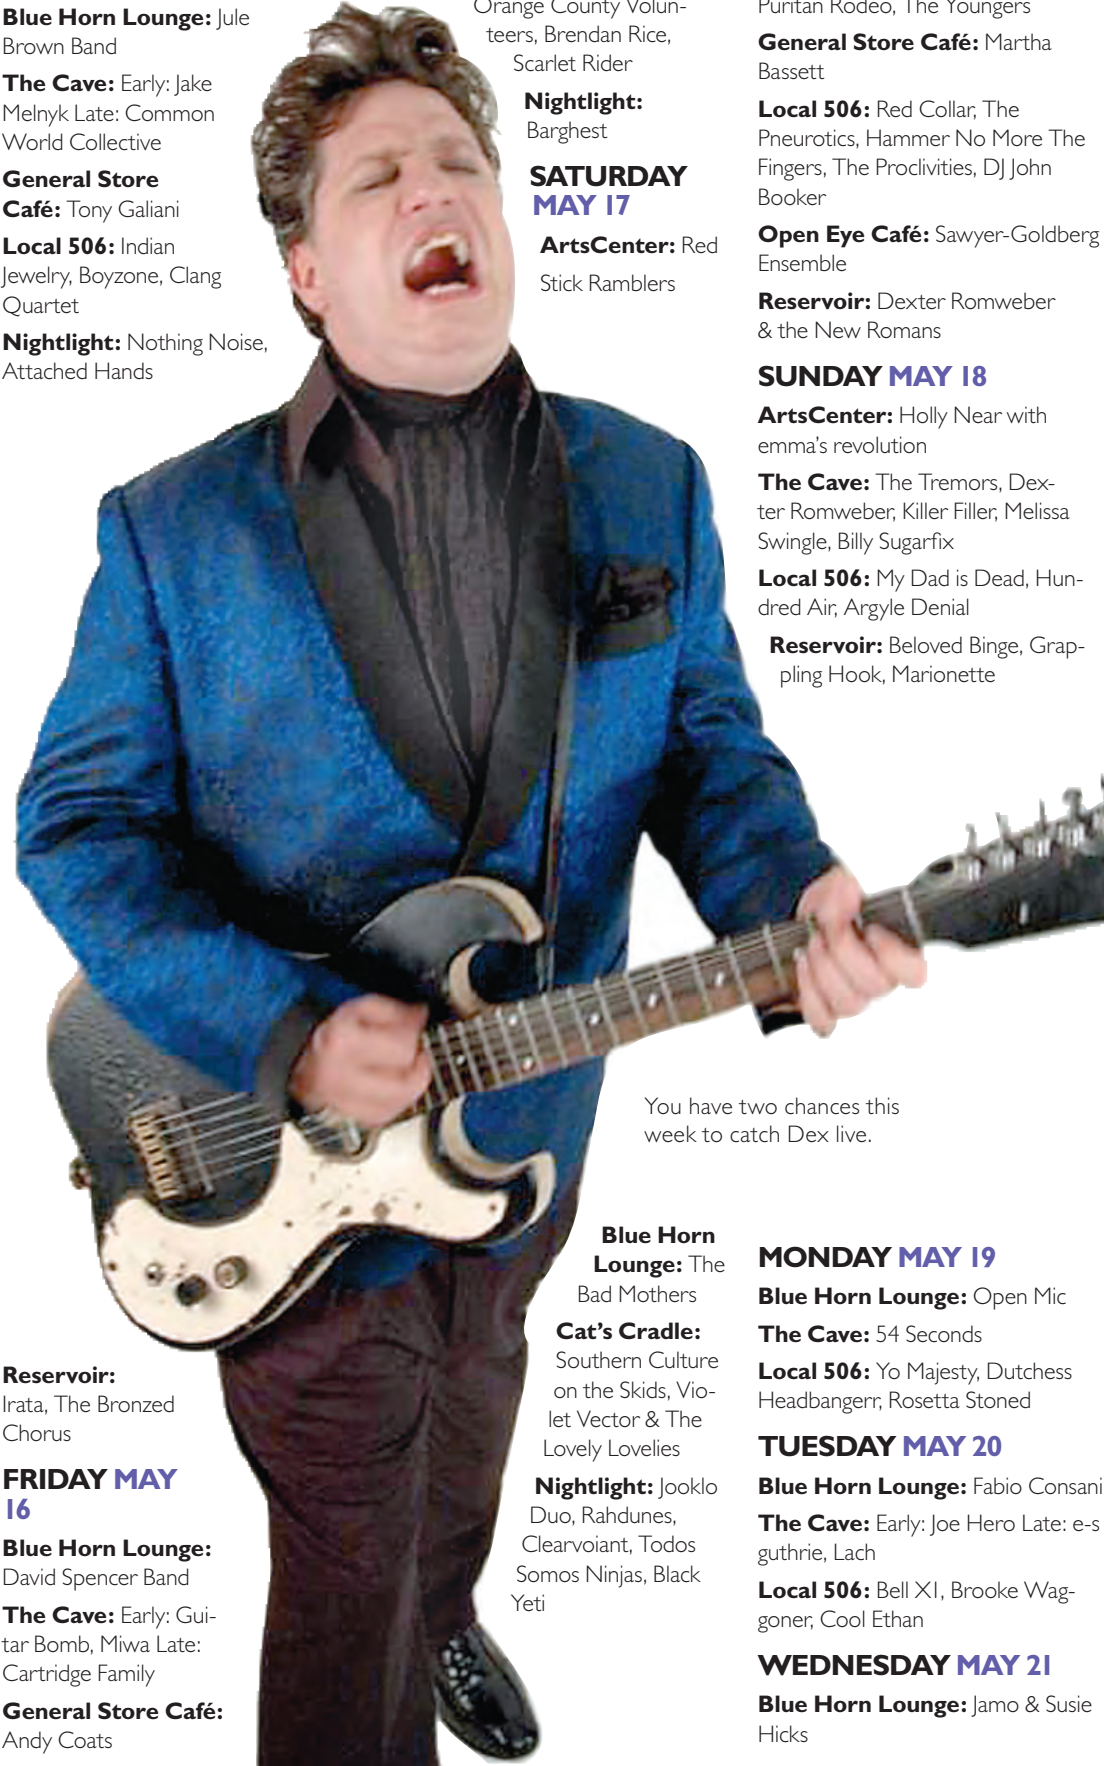 Blue Horn Lounge: Jule
Brown Band
The Cave: Early: Jake
Melnyk Late: Common
World Collective
General Store
Café: Tony Galiani
Local 506: Indian
Jewelry, Boyzone, Clang
Quartet
Nightlight: Nothing Noise,
Attached Hands
Reservoir:
Irata, The Bronzed
Chorus
FRIDAY MAY
16
Blue Horn Lounge:
David Spencer Band
The Cave: Early: Gui-
tar Bomb, Miwa Late:
Cartridge Family
General Store Café:
Andy Coats
Orange County Volun-
teers, Brendan Rice,
Scarlet Rider
Nightlight:
Barghest
SATURDAY
MAY 17
ArtsCenter: Red
Stick Ramblers
Blue Horn
Lounge: The
Bad Mothers
Cat's Cradle:
Southern Culture
on the Skids, Vio-
let Vector & The
Lovely Lovelies
Nightlight: Jooklo
Duo, Rahdunes,
Clearvoiant, Todos
Somos Ninjas, Black
Yeti
Puritan Rodeo, The Youngers
General Store Café: Martha
Bassett
Local 506: Red Collar, The
Pneurotics, Hammer No More The
Fingers, The Proclivities, DJ John
Booker
Open Eye Café: Sawyer-Goldberg
Ensemble
Reservoir: Dexter Romweber
& the New Romans
SUNDAY MAY 18
ArtsCenter: Holly Near with
emma's revolution
The Cave: The Tremors, Dex-
ter Romweber, Killer Filler, Melissa
Swingle, Billy Sugarfix
Local 506: My Dad is Dead, Hun-
dred Air, Argyle Denial
Reservoir: Beloved Binge, Grap-
pling Hook, Marionette
You have two chances this
week to catch Dex live.
MONDAY MAY 19
Blue Horn Lounge: Open Mic
The Cave: 54 Seconds
Local 506: Yo Majesty, Dutchess
Headbangerr, Rosetta Stoned
TUESDAY MAY 20
Blue Horn Lounge: Fabio Consani
The Cave: Early: Joe Hero Late: e-s
guthrie, Lach
Local 506: Bell X1, Brooke Wag-
goner, Cool Ethan
WEDNESDAY MAY 21
Blue Horn Lounge: Jamo & Susie
Hicks